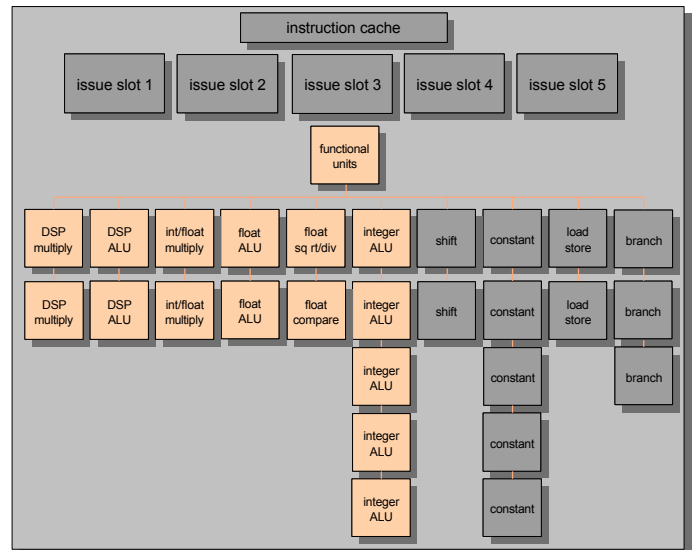 instruction cache
issue slot 1
issue slot 2
issue slot 3
issue slot 4
issue slot 5
functional
units
DSP
multiply
DSP
ALU
int/float
multiply
float
ALU
float
sq rt/div
integer
ALU
shift
constant
load
store
branch
DSP
multiply
DSP
ALU
int/float
multiply
float
ALU
float
compare
integer
ALU
shift
constant
load
store
branch
integer
ALU
constant
branch
integer
ALU
constant
integer
ALU
constant